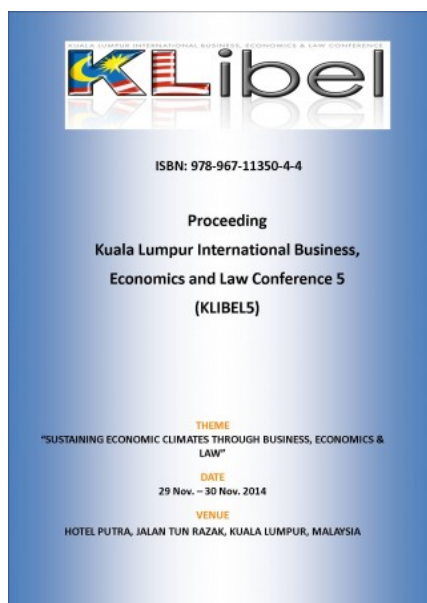 KUALA LUMPUR INTERNATIONAL BUSINESS, ECONOMICS & LAW CONFERENCE
KLibel
ISBN: 978-967-11350-4-4
Proceeding
Kuala Lumpur International Business,
Economics and Law Conference 5
(KLIBEL5)
THEME
"SUSTAINING ECONOMIC CLIMATES THROUGH BUSINESS, ECONOMICS &
LAW"
DATE
29 Nov. – 30 Nov. 2014
VENUE
HOTEL PUTRA, JALAN TUN RAZAK, KUALA LUMPUR, MALAYSIA